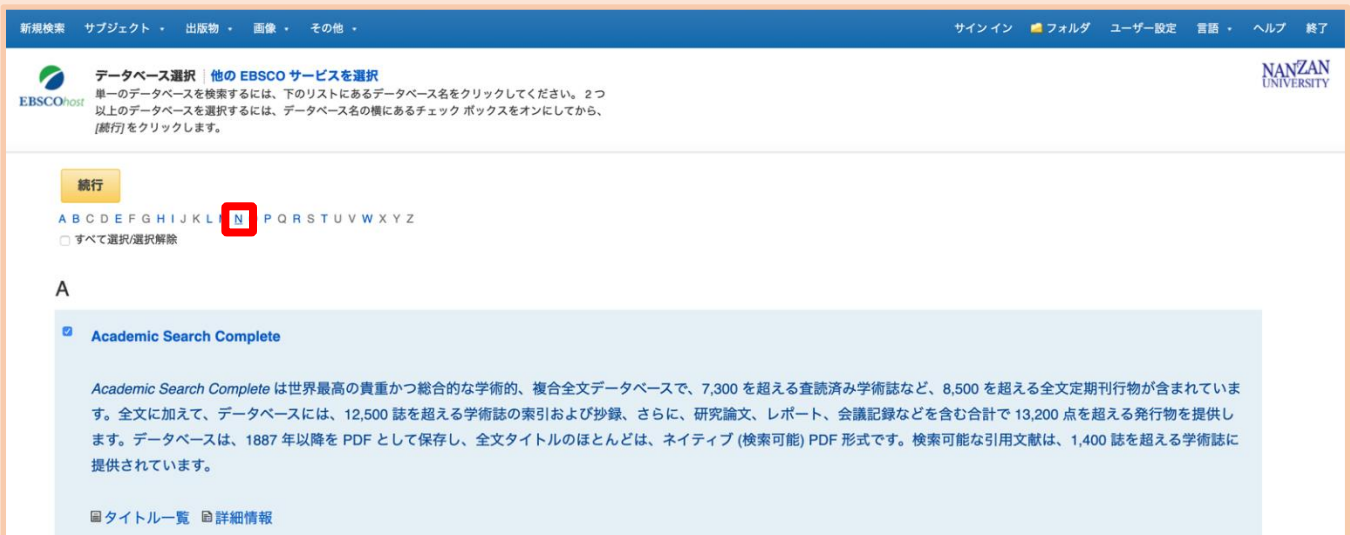 新規検索 サブジェクト 出版物 画像 その他 サインイン フォルダ ユーザー設定 言語 ヘルプ 終了
データベース選択 | 他の EBSCO サービスを選択
NANZAN
UNIVERSITY
EBSCOhost
単一のデータベースを検索するには、下のリストにあるデータベース名をクリックしてください。2つ
以上のデータベースを選択するには、データベース名の横にあるチェック ボックスをオンにしてから、
[続行] をクリックします。
続行
A B C D E F G H I J K L N P Q R S T U V W X Y Z
すべて選択/選択解除
A
Academic Search Complete
Academic Search Complete は世界最高の貴重かつ総合的な学術的、複合全文データベースで、7,300 を超える査読済み学術誌など、8,500 を超える全文定期刊行物が含まれていま
す。全文に加えて、データベースには、12,500 誌を超える学術誌の索引および抄録、さらに、研究論文、レポート、会議記録などを含む合計で 13,200 点を超える発行物を提供し
ます。データベースは、1887 年以降を PDF として保存し、全文タイトルのほとんどは、ネイティブ (検索可能) PDF 形式です。検索可能な引用文献は、1,400 誌を超える学術誌に
提供されています。
タイトル一覧 詳細情報